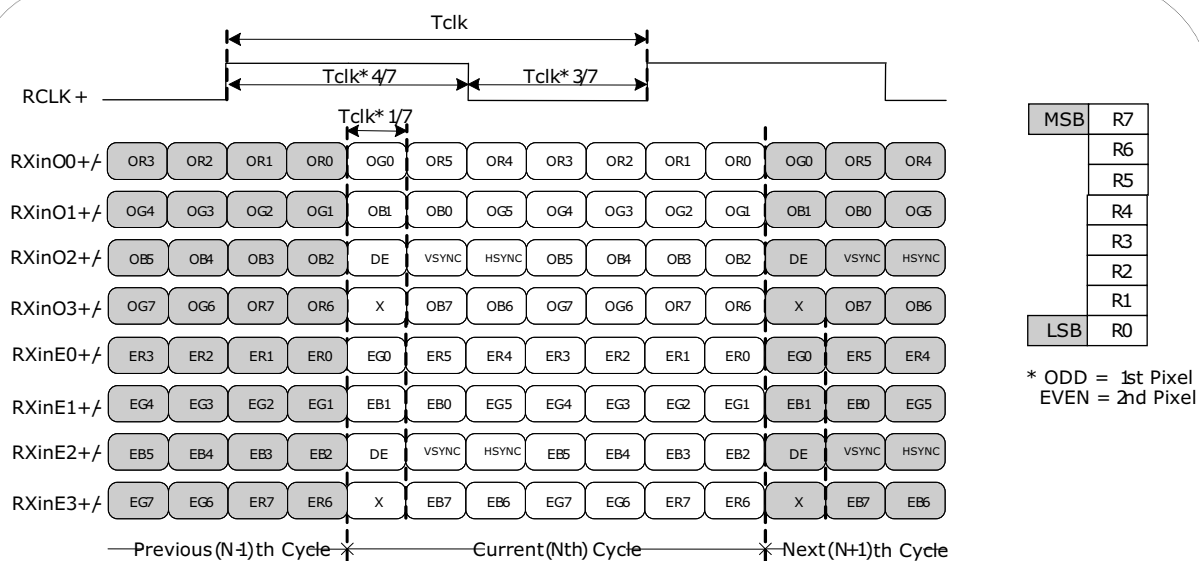 Tclk
Tclk*4/7 Tclk*3/7
RCLK+
Tclk*1/7
RXinO0+/- OR3 OR2 OR1 OR0 OG0 OR5 OR4 OR3 OR2 OR1 OR0 OG0 OR5 OR4
RXinO1+/- OG4 OG3 OG2 OG1 OB1 OB0 OG5 OG4 OG3 OG2 OG1 OB1 OB0 OG5
RXinO2+/- OB5 OB4 OB3 OB2 DE VSYNC HSYNC OB5 OB4 OB3 OB2 DE VSYNC HSYNC
RXinO3+/- OG7 OG6 OR7 OR6 X OB7 OB6 OG7 OG6 OR7 OR6 X OB7 OB6
RXinE0+/- ER3 ER2 ER1 ER0 EG0 ER5 ER4 ER3 ER2 ER1 ER0 EG0 ER5 ER4
RXinE1+/- EG4 EG3 EG2 EG1 EB1 EB0 EG5 EG4 EG3 EG2 EG1 EB1 EB0 EG5
RXinE2+/- EB5 EB4 EB3 EB2 DE VSYNC HSYNC EB5 EB4 EB3 EB2 DE VSYNC HSYNC
RXinE3+/- EG7 EG6 ER7 ER6 X EB7 EB6 EG7 EG6 ER7 ER6 X EB7 EB6
Previous(N-1)th Cycle Current(Nth) Cycle Next(N+1)th Cycle
MSB R7
R6
R5
R4
R3
R2
R1
LSB R0
* ODD = 1st Pixel
EVEN = 2nd Pixel